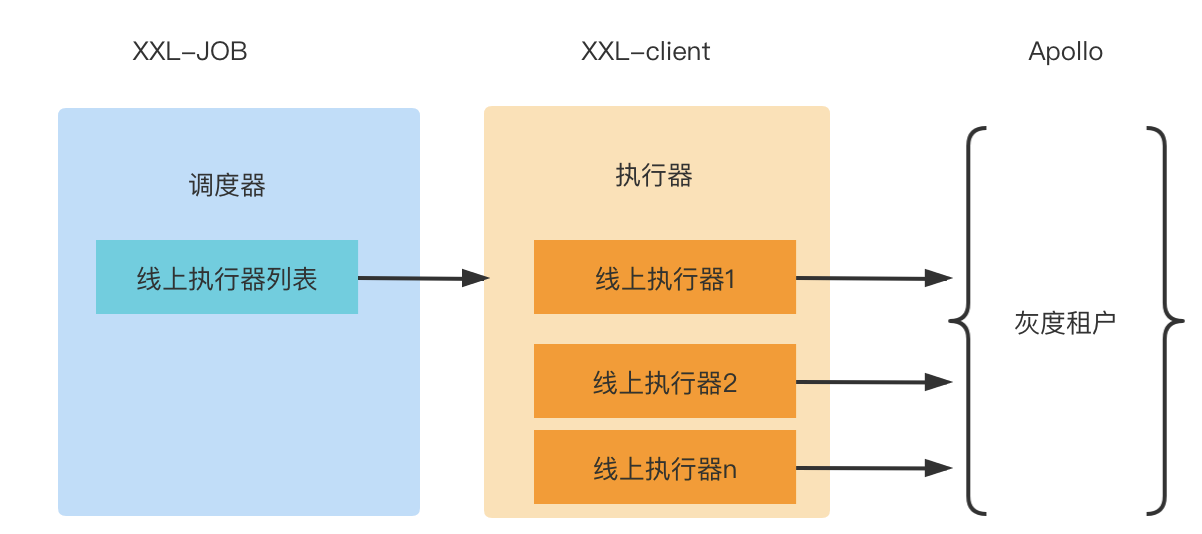 XXL-JOB
XXL-client
Apollo
调度器
线上执行器列表
执行器
线上执行器1
线上执行器2
线上执行器n
灰度租户